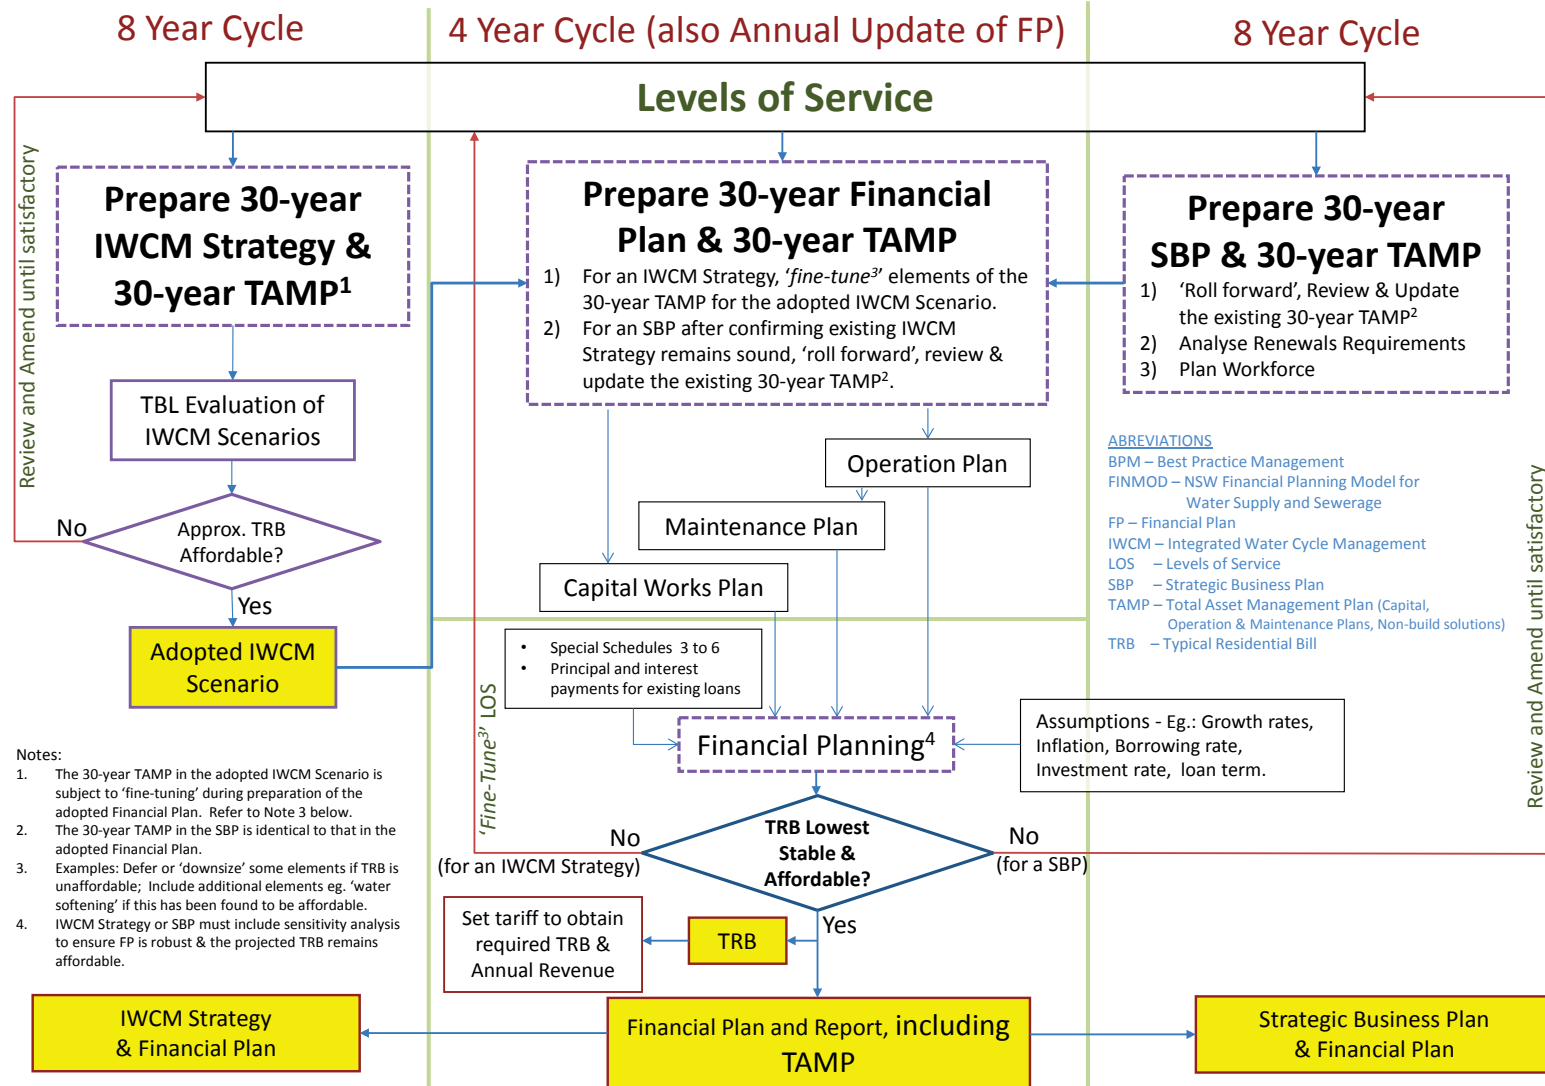 8 Year Cycle
4 Year Cycle (also Annual Update of FP)
8 Year Cycle
Levels of Service
Review and Amend until satisfactory
Prepare 30-year
IWCM Strategy &
30-year TAMP1
TBL Evaluation of
IWCM Scenarios
Approx. TRB
Affordable?
No
Yes
Adopted IWCM
Scenario
Prepare 30-year Financial
Plan & 30-year TAMP
1) For an IWCM Strategy, ‘fine-tune3’ elements of the
30-year TAMP for the adopted IWCM Scenario.
2) For an SBP after confirming existing IWCM
Strategy remains sound, ‘roll forward’, review &
update the existing 30-year TAMP2.
Operation Plan
Maintenance Plan
Capital Works Plan
• Special Schedules 3 to 6
• Principal and interest
payments for existing loans
‘Fine-Tune3’ LOS
Financial Planning4
Assumptions - Eg.: Growth rates,
Inflation, Borrowing rate,
Investment rate, loan term.
TRB Lowest
Stable &
Affordable?
No
(for an IWCM Strategy)
No
(for a SBP)
Yes
TRB
Set tariff to obtain
required TRB &
Annual Revenue
Prepare 30-year
SBP & 30-year TAMP
1) ‘Roll forward’, Review & Update
the existing 30-year TAMP2
2) Analyse Renewals Requirements
3) Plan Workforce
ABREVIATIONS
BPM – Best Practice Management
FINMOD – NSW Financial Planning Model for
Water Supply and Sewerage
FP – Financial Plan
IWCM – Integrated Water Cycle Management
LOS – Levels of Service
SBP – Strategic Business Plan
TAMP – Total Asset Management Plan (Capital,
Operation & Maintenance Plans, Non-build solutions)
TRB – Typical Residential Bill
Review and Amend until satisfactory
Notes:
1. The 30-year TAMP in the adopted IWCM Scenario is
subject to ‘fine-tuning’ during preparation of the
adopted Financial Plan. Refer to Note 3 below.
2. The 30-year TAMP in the SBP is identical to that in the
adopted Financial Plan.
3. Examples: Defer or ‘downsize’ some elements if TRB is
unaffordable; Include additional elements eg. ‘water
softening’ if this has been found to be affordable.
4. IWCM Strategy or SBP must include sensitivity analysis
to ensure FP is robust & the projected TRB remains
affordable.
IWCM Strategy
& Financial Plan
Financial Plan and Report, including
TAMP
Strategic Business Plan
& Financial Plan